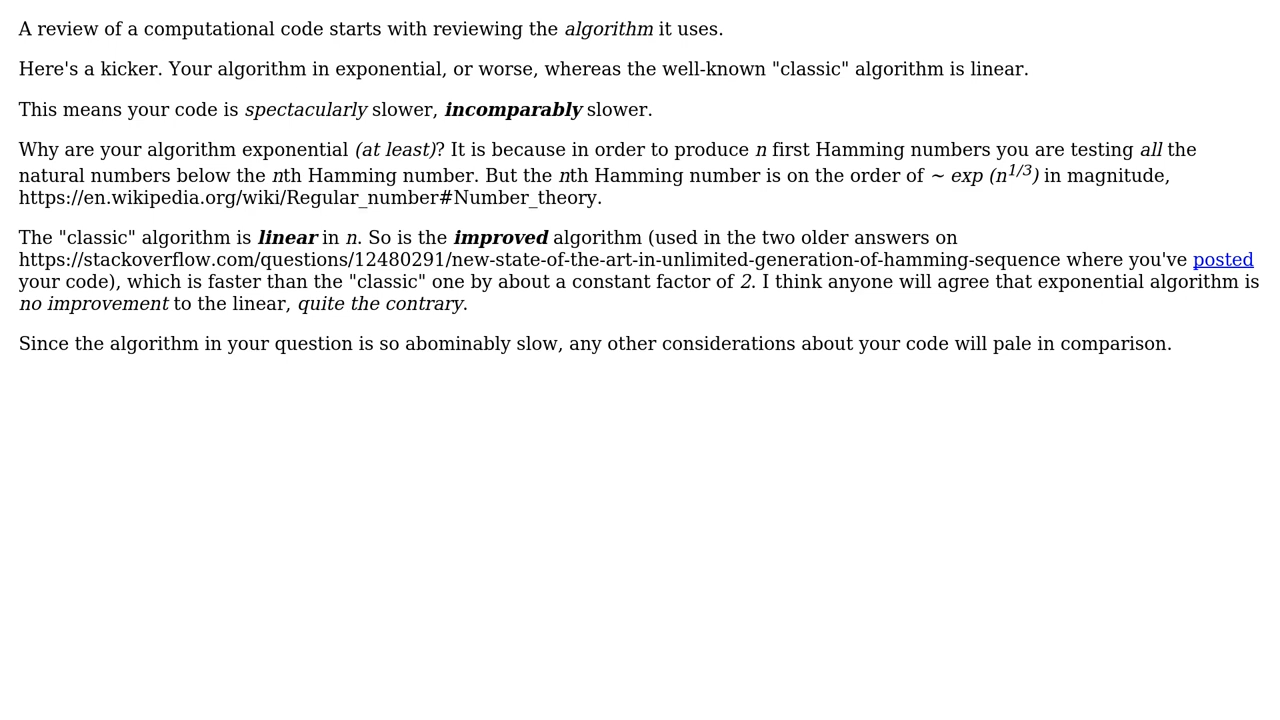 A review of a computational code starts with reviewing the algorithm it uses.
Here's a kicker. Your algorithm in exponential, or worse, whereas the well-known "classic" algorithm is linear.
This means your code is spectacularly slower, incomparably slower.
Why are your algorithm exponential (at least)? It is because in order to produce n first Hamming numbers you are testing all the
natural numbers below the nth Hamming number. But the nth Hamming number is on the order of ~ exp (n^1/3) in magnitude,
https://en.wikipedia.org/wiki/Regular_number#Number_theory.
The "classic" algorithm is linear in n. So is the improved algorithm (used in the two older answers on
https://stackoverflow.com/questions/12480291/new-state-of-the-art-in-unlimited-generation-of-hamming-sequence where you've posted
your code), which is faster than the "classic" one by about a constant factor of 2. I think anyone will agree that exponential algorithm is
no improvement to the linear, quite the contrary.
Since the algorithm in your question is so abominably slow, any other considerations about your code will pale in comparison.